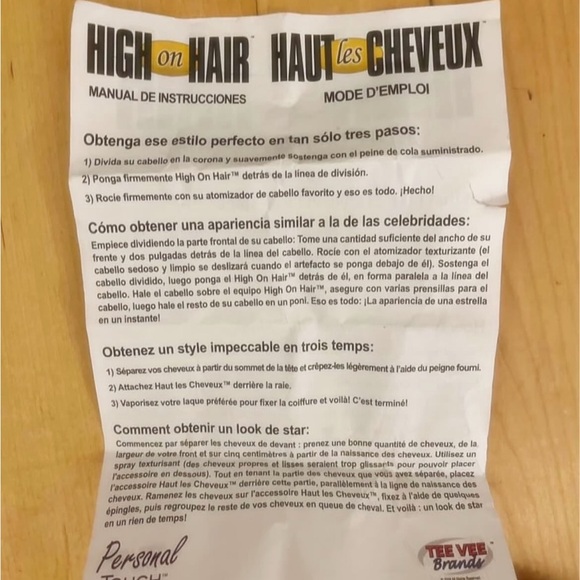 HIGH on HAIR™ HAUT les CHEVEUX™
MANUAL DE INSTRUCCIONES MODE D'EMPLOI
Obtenga ese estilo perfecto en tan sólo tres pasos:
1) Divida su cabello en la corona y suavemente sostenga con el peine de cola suministrado.
2) Ponga firmemente High On Hair™ detrás de la línea de división.
3) Rocie firmemente con su atomizador de cabello favorito y eso es todo. ¡Hecho!
Cómo obtener una apariencia similar a la de las celebridades:
Empiece dividiendo la parte frontal de su cabello: Tome una cantidad suficiente del ancho de su
frente y dos pulgadas detrás de la línea del cabello. Rocíe con el atomizador texturizante (el
cabello sedoso y limpio se deslizará cuando el artefacto se ponga debajo de él). Sostenga el
cabello dividido, luego ponga el High On Hair™ detrás de él, en forma paralela a la línea del
cabello. Hale el cabello sobre el equipo High On Hair™, asegure con varias prensillas para el
cabello, luego hale el resto de su cabello en un poni. Eso es todo: ¡La apariencia de una estrella
en un instante!
Obtenez un style impeccable en trois temps:
1) Séparez vos cheveux à partir du sommet de la tête et crêpez-les légèrement à l'aide du peigne fourni.
2) Attachez Haut les Cheveux™ derrière la raie.
3) Vaporisez votre laque préférée pour fixer la coiffure et voilà! C'est terminé!
Comment obtenir un look de star:
Commencez par séparer les cheveux de devant : prenez une bonne quantité de cheveux, de la
largeur de votre front et sur cinq centimètres à partir de la naissance des cheveux. Utilisez un
spray texturisant (des cheveux propres et lisses seraient trop glissants pour pouvoir placer
l'accessoire en dessous). Tout en tenant la partie des cheveux que vous avez séparée, placez
l'accessoire Haut les Cheveux™ derrière cette partie, parallèlement à la ligne de naissance des
cheveux. Ramenez les cheveux sur l'accessoire Haut les Cheveux™, fixez à l'aide de quelques
épingles, puis regroupez le reste de vos cheveux en queue de cheval. Et voilà : un look de star
en un rien de temps!
Personal
TOUCH™
TEE VEE
Brands™